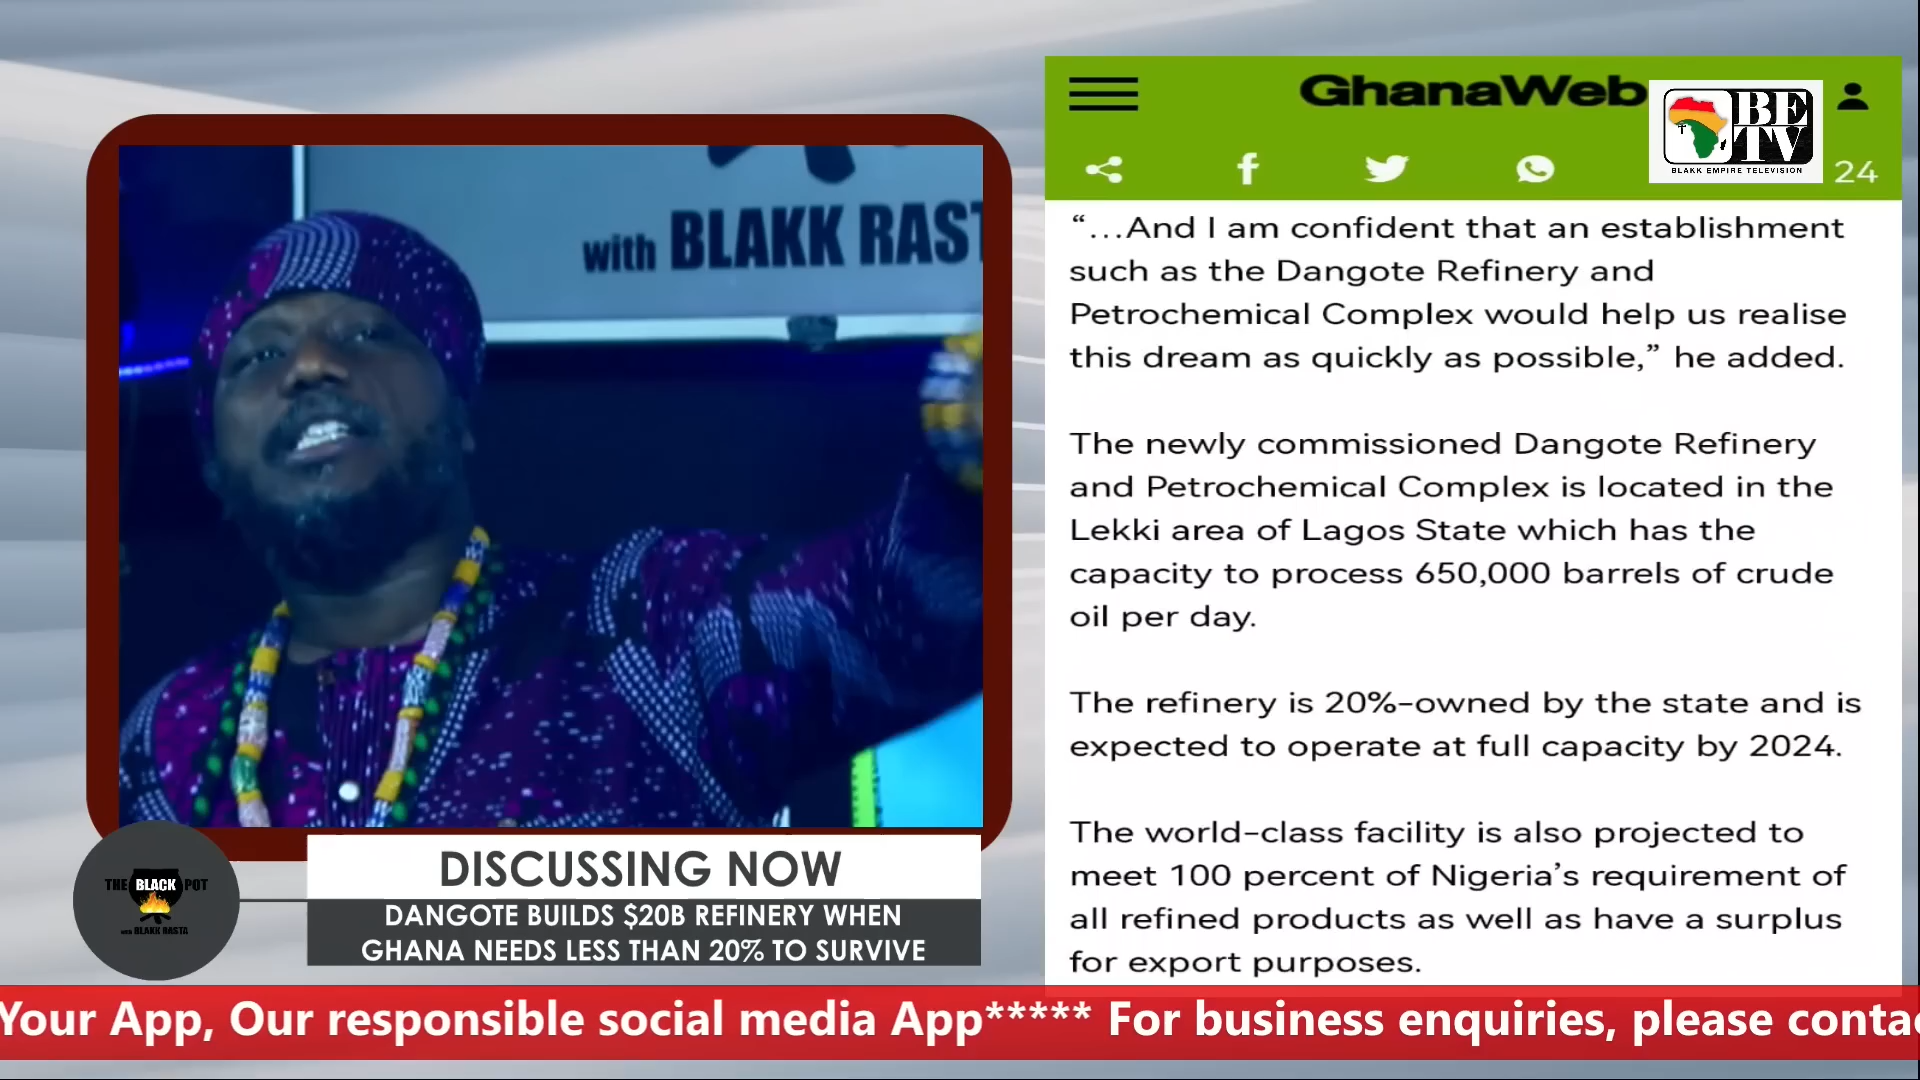 with BLAKK RAST
THE BLACK POT
with BLAKK RASTA
DISCUSSING NOW
DANGOTE BUILDS $20B REFINERY WHEN
GHANA NEEDS LESS THAN 20% TO SURVIVE
GhanaWeb
BE
TV
BLAKK EMPIRE TELEVISION
24
“...And I am confident that an establishment
such as the Dangote Refinery and
Petrochemical Complex would help us realise
this dream as quickly as possible,” he added.
The newly commissioned Dangote Refinery
and Petrochemical Complex is located in the
Lekki area of Lagos State which has the
capacity to process 650,000 barrels of crude
oil per day.
The refinery is 20%-owned by the state and is
expected to operate at full capacity by 2024.
The world-class facility is also projected to
meet 100 percent of Nigeria’s requirement of
all refined products as well as have a surplus
for export purposes.
Your App, Our responsible social media App***** For business enquiries, please contac